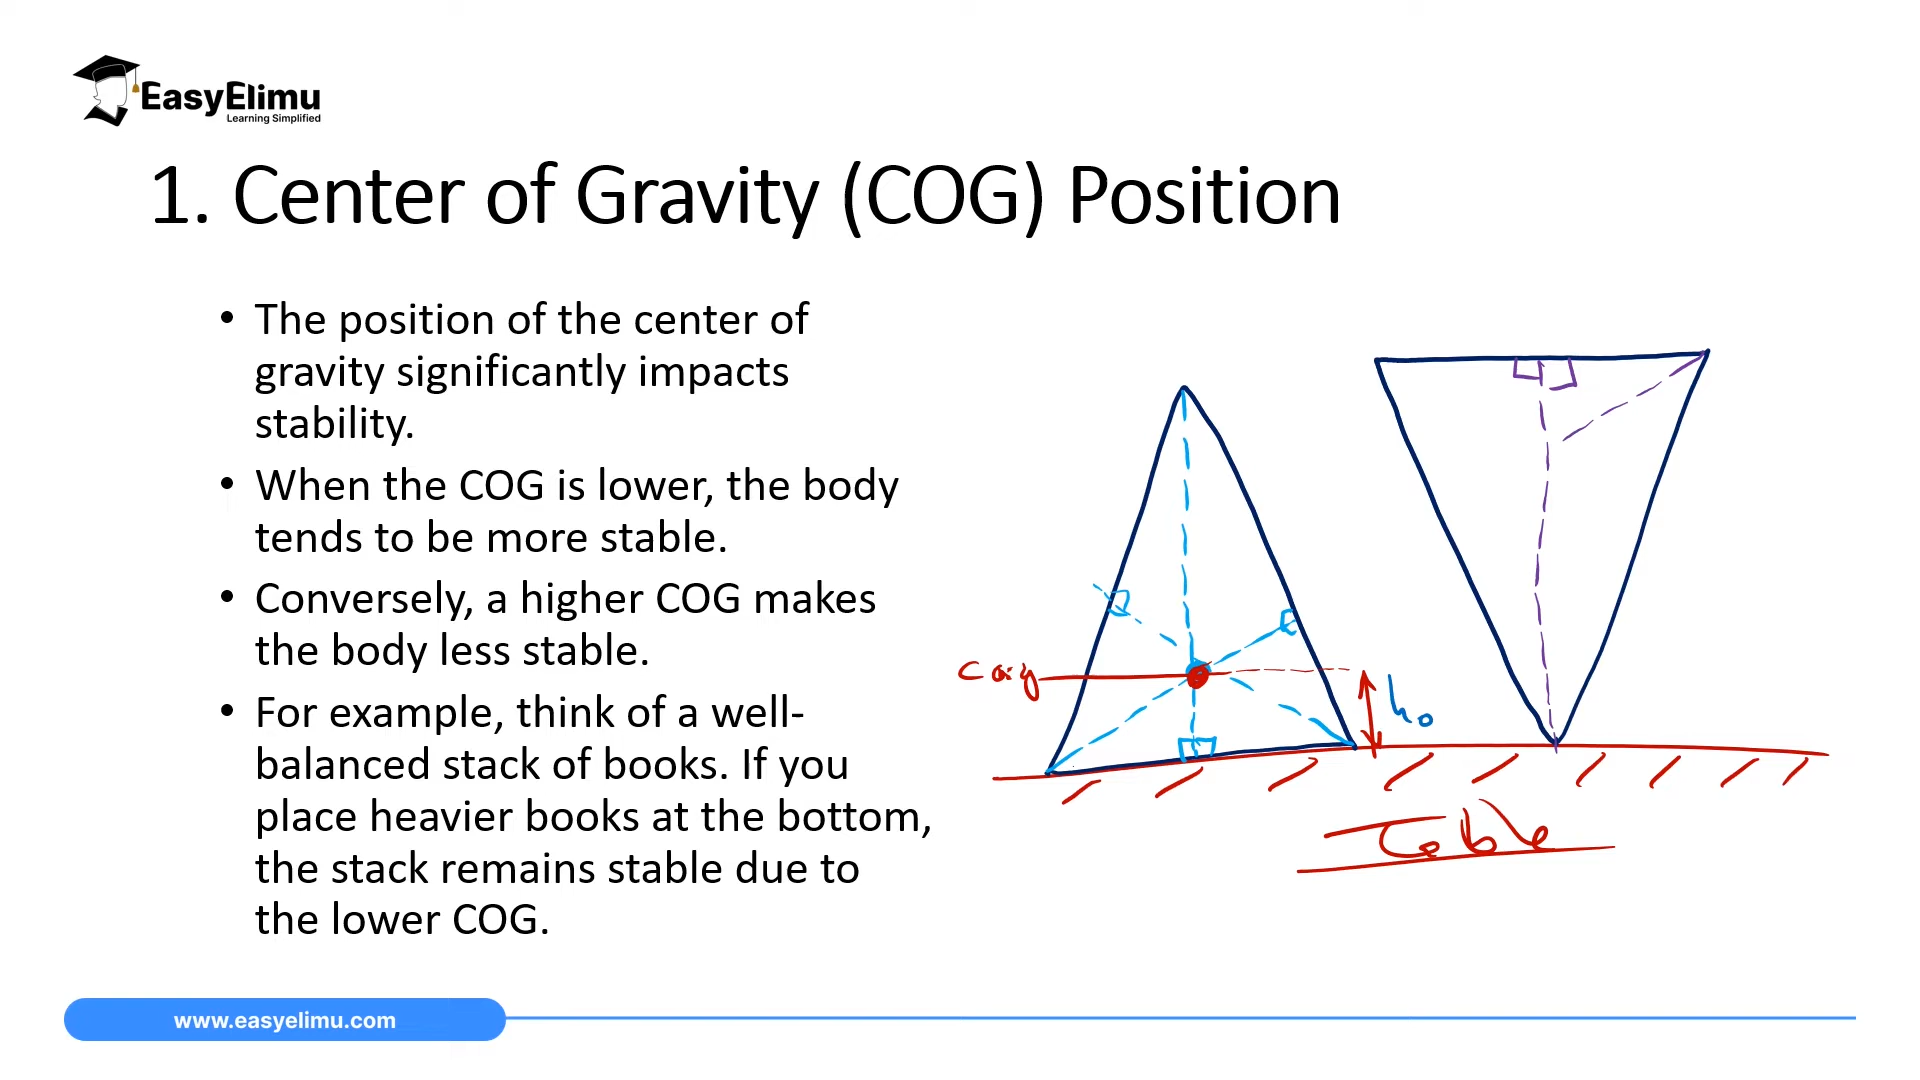 EasyElimu
Learning Simplified
1. Center of Gravity (COG) Position
• The position of the center of
gravity significantly impacts
stability.
• When the COG is lower, the body
tends to be more stable.
• Conversely, a higher COG makes
the body less stable.
• For example, think of a well-
balanced stack of books. If you
place heavier books at the bottom,
the stack remains stable due to
the lower COG.
C.o.g
h₀
Table
www.easyelimu.com